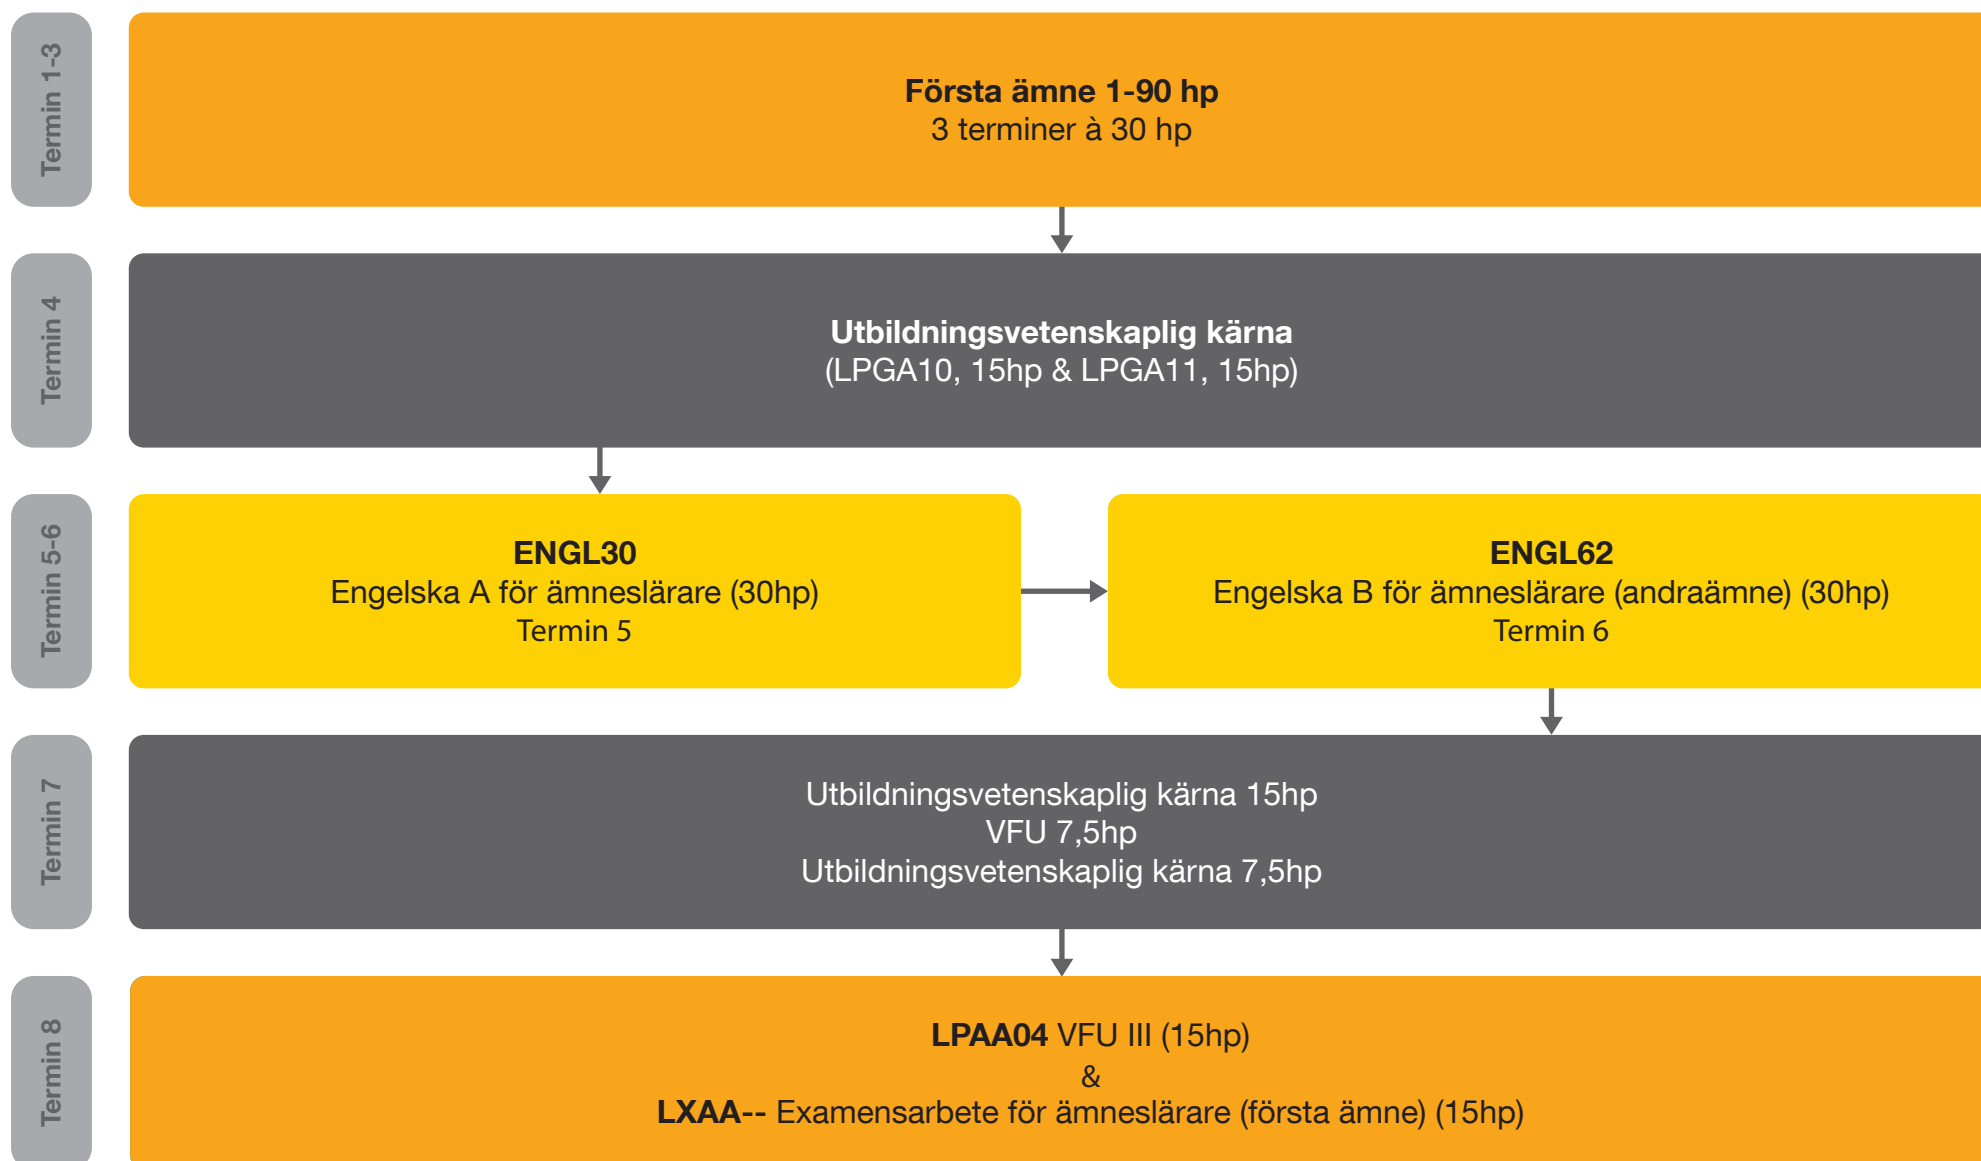 Termin 1-3
Första ämne 1-90 hp
3 terminer à 30 hp
Termin 4
Utbildningsvetenskaplig kärna
(LPGA10, 15hp & LPGA11, 15hp)
Termin 5-6
ENGL30
Engelska A för ämneslärare (30hp)
Termin 5
ENGL62
Engelska B för ämneslärare (andraämne) (30hp)
Termin 6
Termin 7
Utbildningsvetenskaplig kärna 15hp
VFU 7,5hp
Utbildningsvetenskaplig kärna 7,5hp
Termin 8
LPAA04 VFU III (15hp)
&
LXAA-- Examensarbete för ämneslärare (första ämne) (15hp)